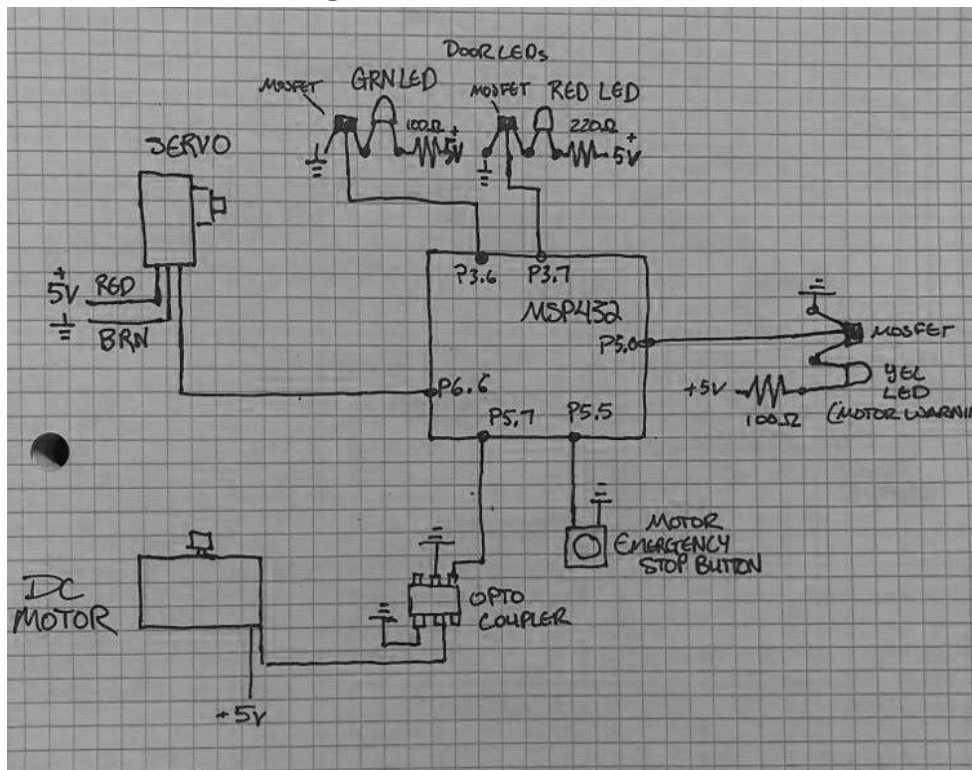 DOOR LEDs
MOSFET GRN LED
MOSFET RED LED
100Ω + 5V
220Ω + 5V
SERVO
P3.6 P3.7
MSP432
+ 5V RED
BRN
P5.0
MOSFET
P6.6
+5V
100Ω
YEL
LED
(MOTOR WARNIN
P5.7 P5.5
MOTOR
EMERGENCY
STOP BUTTON
DC
MOTOR
OPTO
COUPLER
+5V